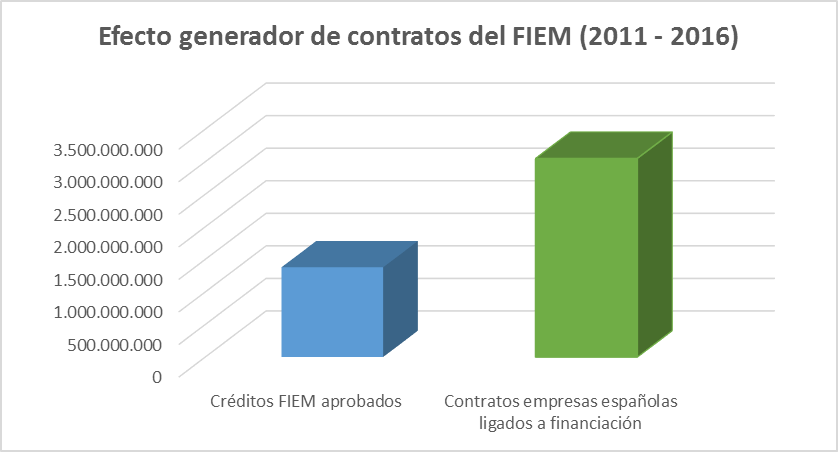 Efecto generador de contratos del FIEM (2011 - 2016)
3.500.000.000
3.000.000.000
2.500.000.000
2.000.000.000
1.500.000.000
1.000.000.000
500.000.000
0
Créditos FIEM aprobados
Contratos empresas españolas
ligados a financiación